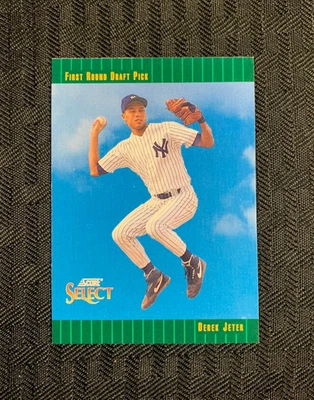 First Round Draft Pick
NY
SCORE
SELECT
Derek Jeter